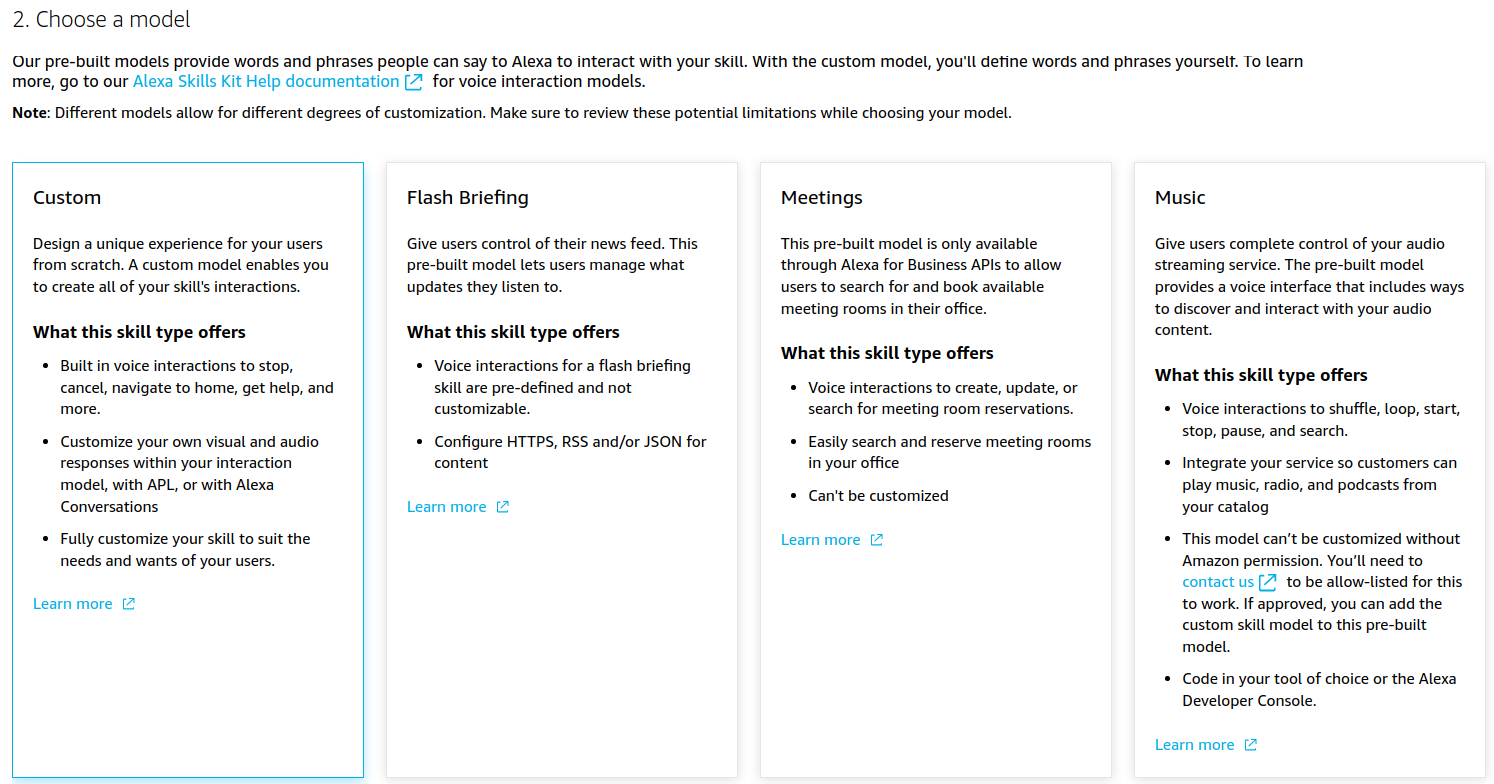 2. Choose a model
Our pre-built models provide words and phrases people can say to Alexa to interact with your skill. With the custom model, you'll define words and phrases yourself. To learn
more, go to our Alexa Skills Kit Help documentation for voice interaction models.
Note: Different models allow for different degrees of customization. Make sure to review these potential limitations while choosing your model.
Custom
Design a unique experience for your users
from scratch. A custom model enables you
to create all of your skill's interactions.
What this skill type offers
• Built in voice interactions to stop,
cancel, navigate to home, get help, and
more.
• Customize your own visual and audio
responses within your interaction
model, with APL, or with Alexa
Conversations
• Fully customize your skill to suit the
needs and wants of your users.
Learn more
Flash Briefing
Give users control of their news feed. This
pre-built model lets users manage what
updates they listen to.
What this skill type offers
• Voice interactions for a flash briefing
skill are pre-defined and not
customizable.
• Configure HTTPS, RSS and/or JSON for
content
Learn more
Meetings
This pre-built model is only available
through Alexa for Business APIs to allow
users to search for and book available
meeting rooms in their office.
What this skill type offers
• Voice interactions to create, update, or
search for meeting room reservations.
• Easily search and reserve meeting rooms
in your office
• Can't be customized
Learn more
Music
Give users complete control of your audio
streaming service. The pre-built model
provides a voice interface that includes ways
to discover and interact with your audio
content.
What this skill type offers
• Voice interactions to shuffle, loop, start,
stop, pause, and search.
• Integrate your service so customers can
play music, radio, and podcasts from
your catalog
• This model can’t be customized without
Amazon permission. You’ll need to
contact us to be allow-listed for this
to work. If approved, you can add the
custom skill model to this pre-built
model.
• Code in your tool of choice or the Alexa
Developer Console.
Learn more